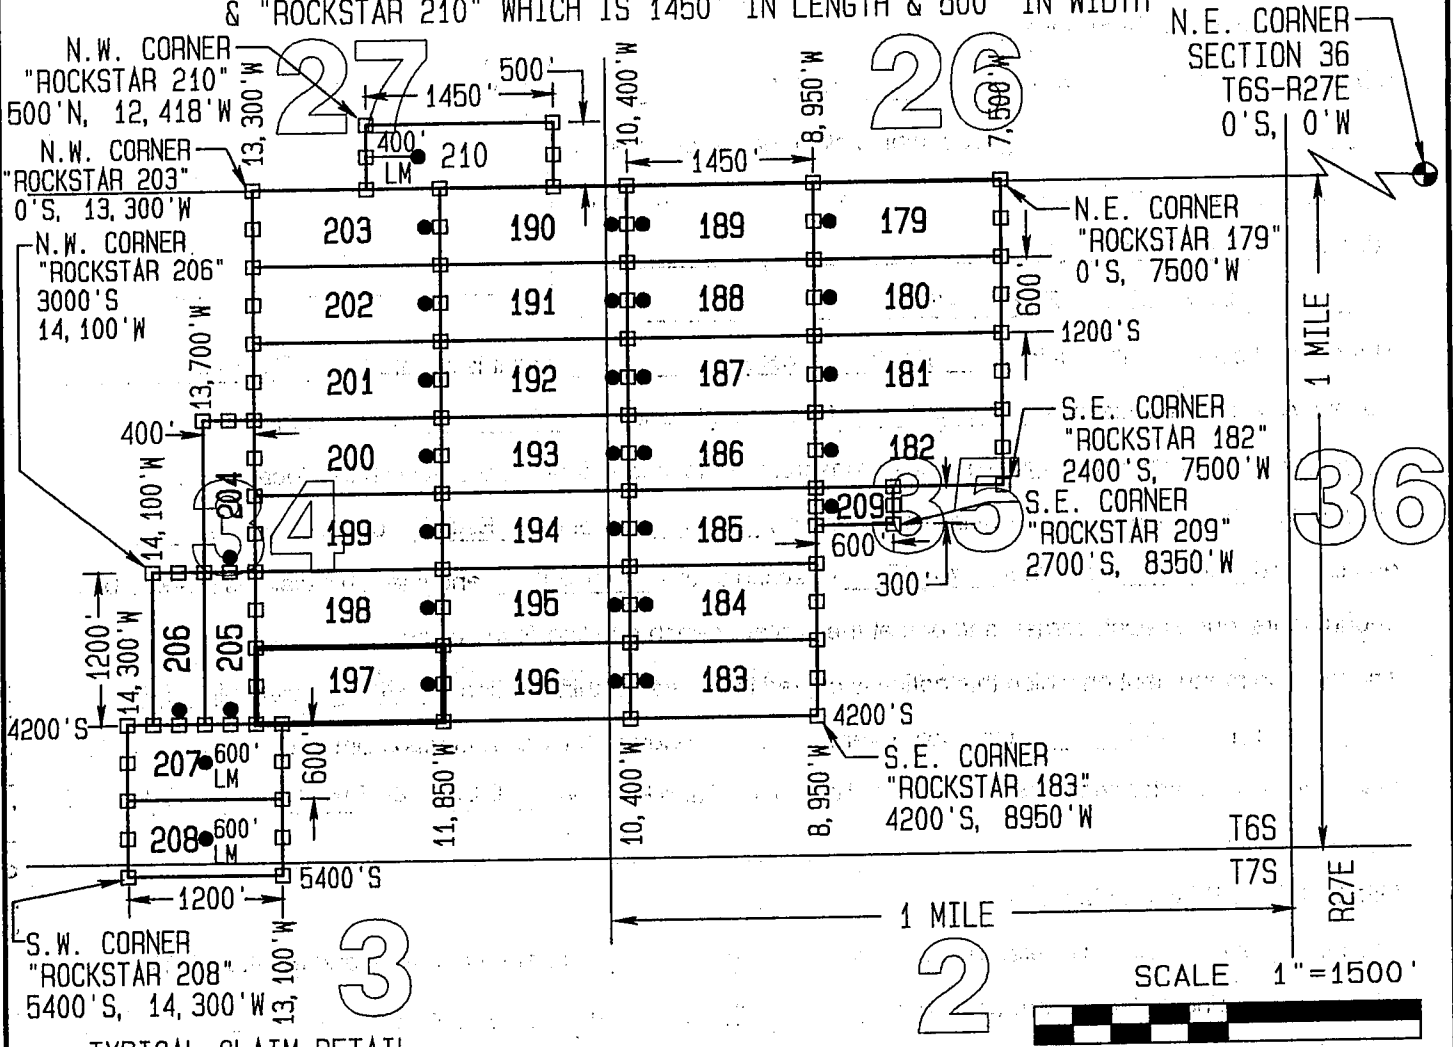 & "ROCKSTAR 210" WHICH IS 1450' IN LENGTH & 500' IN WIDTH
N.W. CORNER
"ROCKSTAR 210"
500'N, 12,418'W
N.W. CORNER
"ROCKSTAR 203"
0'S, 13,300'W
N.W. CORNER
"ROCKSTAR 206"
3000'S
14,100'W
N.E. CORNER
SECTION 36
T6S-R27E
0'S, 0'W
27
26
13,300'W.
10,400'W.
8,950'W.
7,500'W.
1450'
500'
400'
LM
210
1450'
203
190
189
179
202
191
188
180
201
192
187
181
200
193
186
182
199
194
185
209
198
195
184
197
196
183
204
206
205
34
35
36
N.E. CORNER
"ROCKSTAR 179"
0'S, 7500'W
600'
1200'S
1 MILE
S.E. CORNER
"ROCKSTAR 182"
2400'S, 7500'W
S.E. CORNER
"ROCKSTAR 209"
2700'S, 8350'W
600'
300'
13,700'W.
400'
14,100'W.
1200'
14,300'W.
4200'S
207
600'
LM
208
600'
LM
600'
11,850'W.
10,400'W.
8,950'W.
4200'S
S.E. CORNER
"ROCKSTAR 183"
4200'S, 8950'W
T6S
T7S
R27E
5400'S
1200'
13,100'W.
S.W. CORNER
"ROCKSTAR 208"
5400'S, 14,300'W
3
2
1 MILE
SCALE 1"=1500'
TYPICAL CLAIM DETAIL